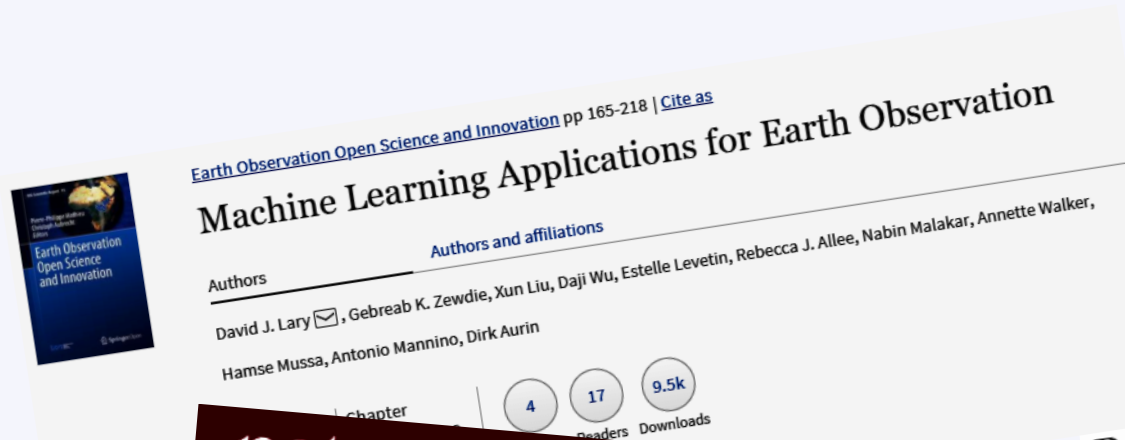 Earth Observation Open Science and Innovation pp 165-218 | Cite as
Machine Learning Applications for Earth Observation
Earth Observation
Open Science
and Innovation
Authors
Authors and affiliations
David J. Lary, Gebreab K. Zewdie, Xun Liu, Daji Wu, Estelle Levetin, Rebecca J. Allee, Nabin Malakar, Annette Walker,
Hamse Mussa, Antonio Mannino, Dirk Aurin
Chapter
4
17
9.5k
Readers
Downloads